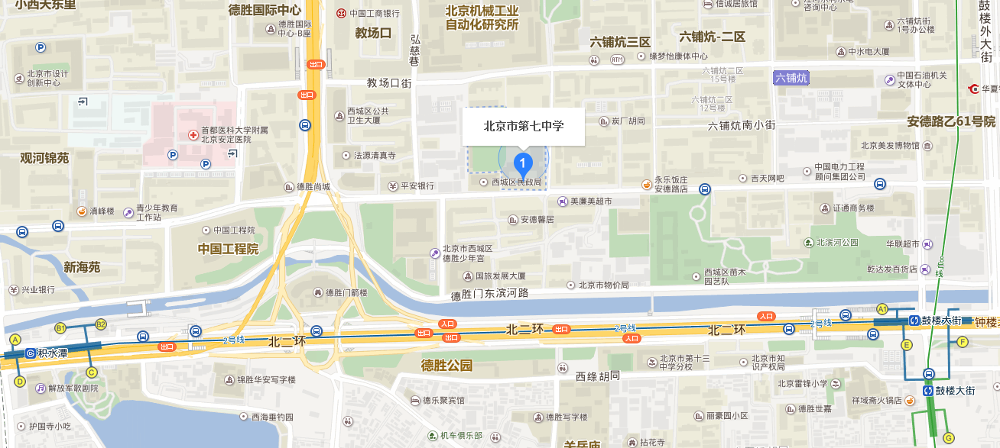 小西天东里
德胜国际中心
中国工商银行
北京机械工业
自动化研究所
信诚居旅馆
咨询中心
鼓楼外大街
德胜国际
中心-B座
教场口
弘慈巷
六铺炕三区
六铺炕-二区
六铺炕街
1号办公楼
P
ATM
缘梦怡康体中心
中水电大厦
出口
北京市设计
创新中心
教场口街
六铺炕二区
15号楼
六铺炕
中国石油机关
文体中心
华夏
出口
六铺炕二区
12号楼
西城区公共
卫生大厦
北京市第七中学
炭厂胡同
六铺炕南小街
安德路乙61号院
首都医科大学附属
北京安定医院
北京美发博物馆
P
P
观河锦苑
法源清真寺
1
中国电力工程
顾问集团公司
德胜尚城
平安银行
西城区民政局
永乐饭庄
安德路店
吉天网吧
滇峰楼
青少年教育
工作站
美廉美超市
证通商务楼
安德馨居
中国工程院
中国工程院
北京市西城区
德胜少年宫
北滨河公园
华联超市
8号线
新海苑
国旅发展大厦
西城区苗木
园艺队
乾达发百货店
兴业银行
德胜门箭楼
德胜门东滨河路
北京市物价局
A1
入口
鼓楼大街
钟楼
B1
B2
入口
2号线
A
2号线
北二环
出口
出口
北二环
出口
2号线
入口
北二环
E
F
出口
积水潭
德胜公园
北京市第十三
中学分校
北京市知
识产权局
D
C
锦胜华安写字楼
西绦胡同
北京雷锋小学
鼓楼大街
解放军歌剧院
德乐聚宾馆
祥域斋火锅店
护国寺小吃
西海垂钓园
德胜写字楼
丽豪园小区
德胜世嘉
机车俱乐部
关岳庙
拈花寺
G